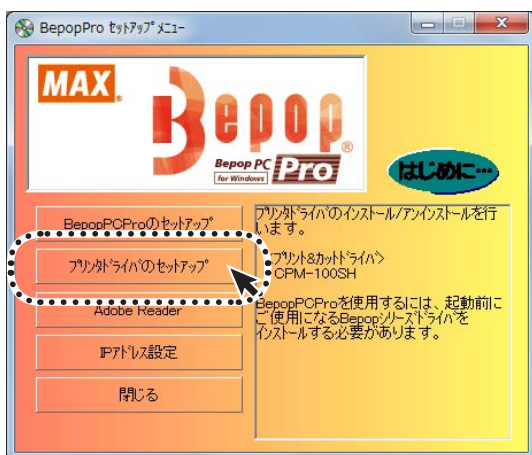 BepopPro ｾｯﾄｱｯﾌﾟ ﾒﾆｭｰ
MAX.
Bepop®
Bepop PC Pro
for Windows
はじめに…
BepopPCProのｾｯﾄｱｯﾌﾟ
ﾌﾟﾘﾝﾀﾄﾞﾗｲﾊﾞのｾｯﾄｱｯﾌﾟ
Adobe Reader
IPｱﾄﾞﾚｽ設定
閉じる
ﾌﾟﾘﾝﾀﾄﾞﾗｲﾊﾞのｲﾝｽﾄｰﾙ/ｱﾝｲﾝｽﾄｰﾙを行
います。
ﾌﾟﾘﾝﾄ&ｶｯﾄﾄﾞﾗｲﾊﾞ>
CPM-100SH
BepopPCProを使用するには、起動前に
ご使用になるBepopｼﾘｰｽﾞﾄﾞﾗｲﾊﾞを
ｲﾝｽﾄｰﾙする必要があります。